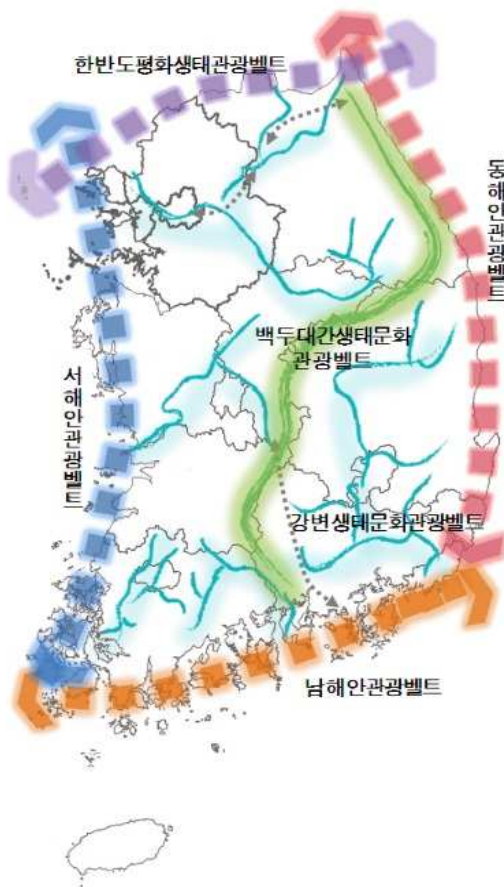 한반도평화생태관광벨트
동해안관광벨트
백두대간생태문화
관광벨트
서해안관광벨트
강변생태문화관광벨트
남해안관광벨트